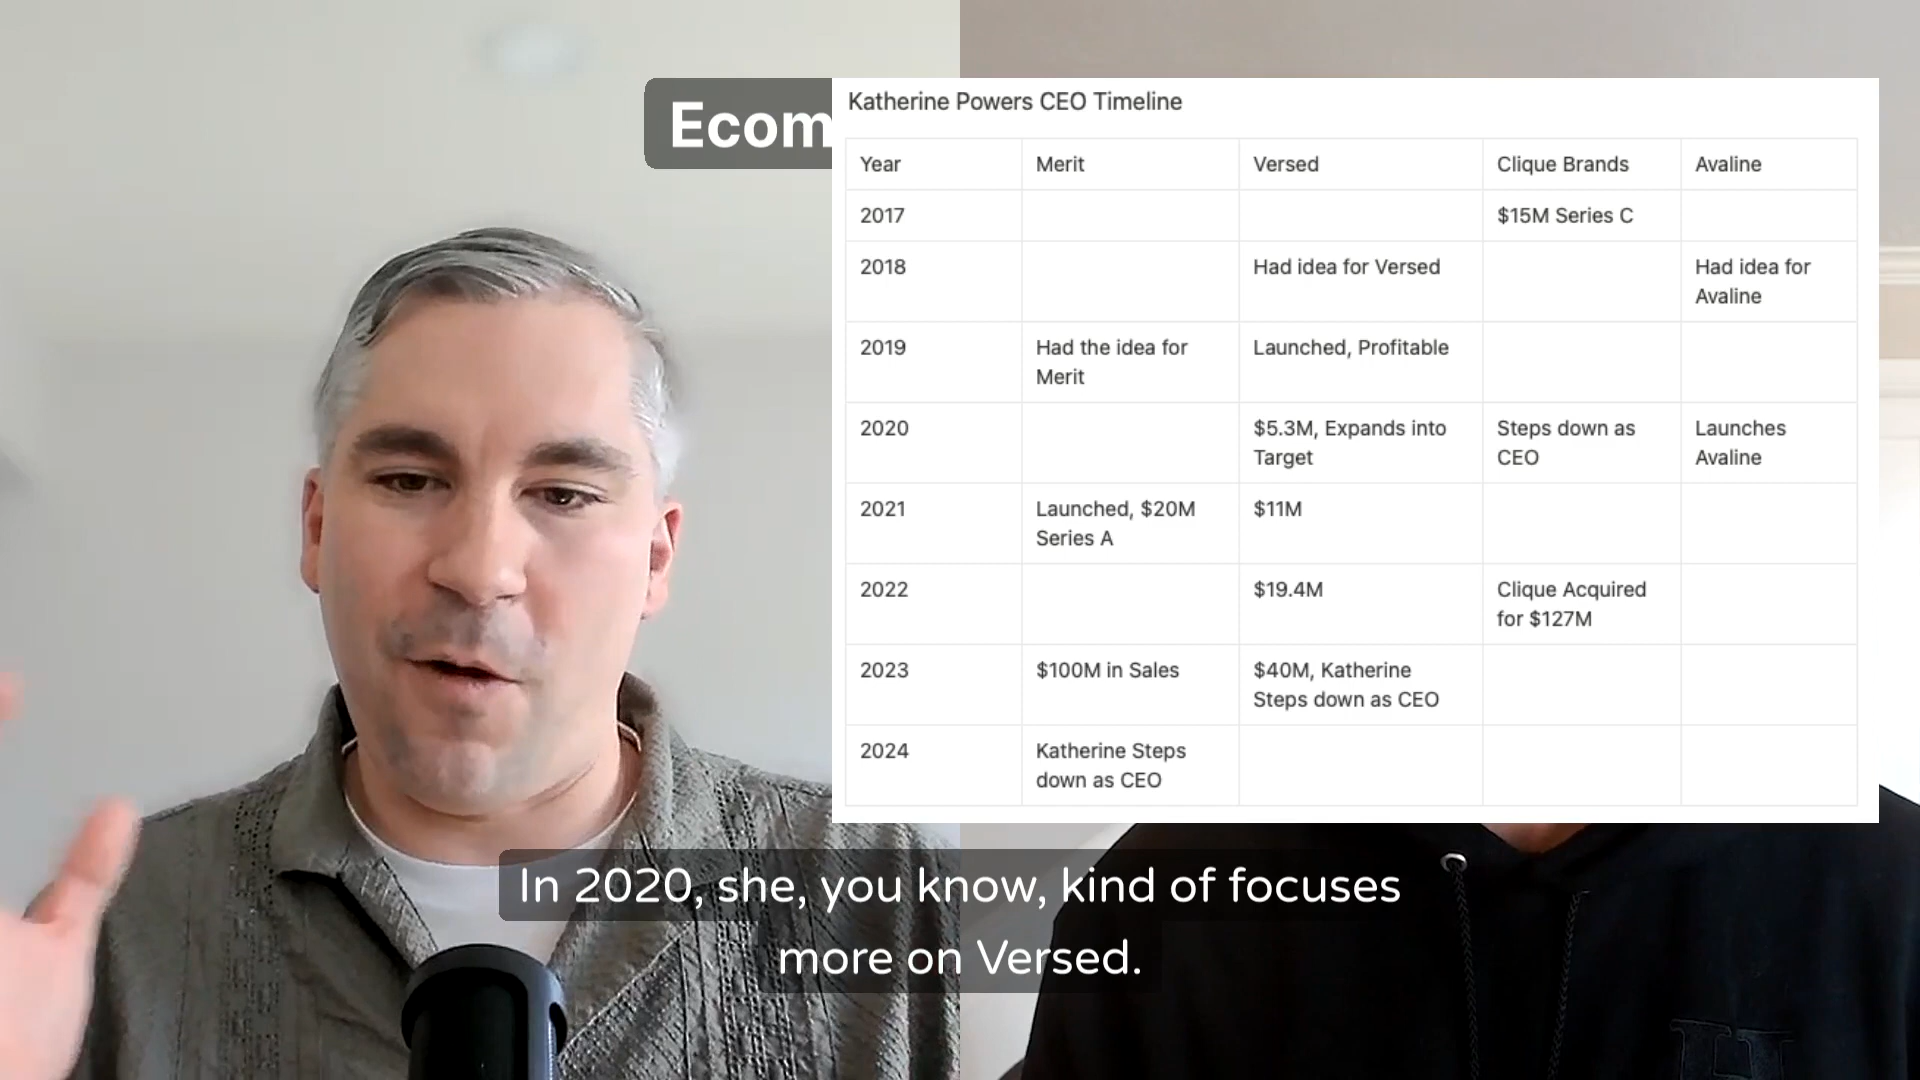 Ecom
Katherine Powers CEO Timeline
Year Merit Versed Clique Brands Avaline
2017 $15M Series C
2018 Had idea for Versed Had idea for
Avaline
2019 Had the idea for Launched, Profitable
Merit
2020 $5.3M, Expands into Steps down as Launches
Target CEO Avaline
2021 Launched, $20M $11M
Series A
2022 $19.4M Clique Acquired
for $127M
2023 $100M in Sales $40M, Katherine
Steps down as CEO
2024 Katherine Steps
down as CEO
In 2020, she, you know, kind of focuses
more on Versed.